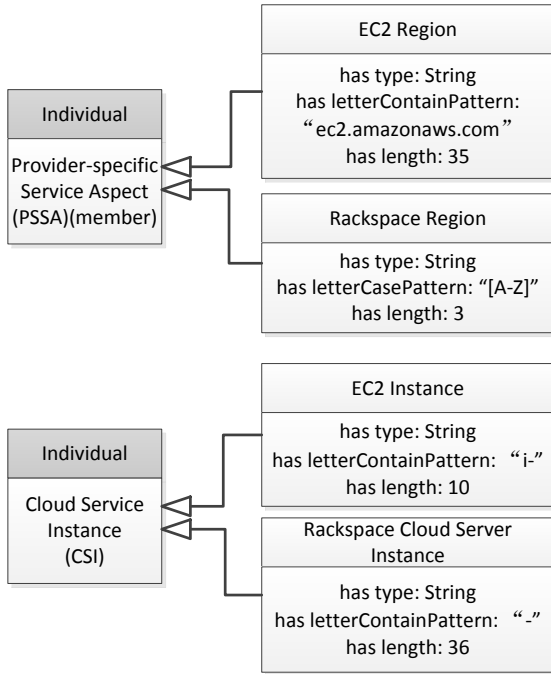 EC2 Region
has type: String
has letterContainPattern:
“ec2.amazonaws.com”
has length: 35
Individual
Provider-specific
Service Aspect
(PSSA)(member)
Rackspace Region
has type: String
has letterCasePattern: “[A-Z]”
has length: 3
EC2 Instance
has type: String
has letterContainPattern: “i-”
has length: 10
Individual
Cloud Service
Instance
(CSI)
Rackspace Cloud Server
Instance
has type: String
has letterContainPattern: “-”
has length: 36